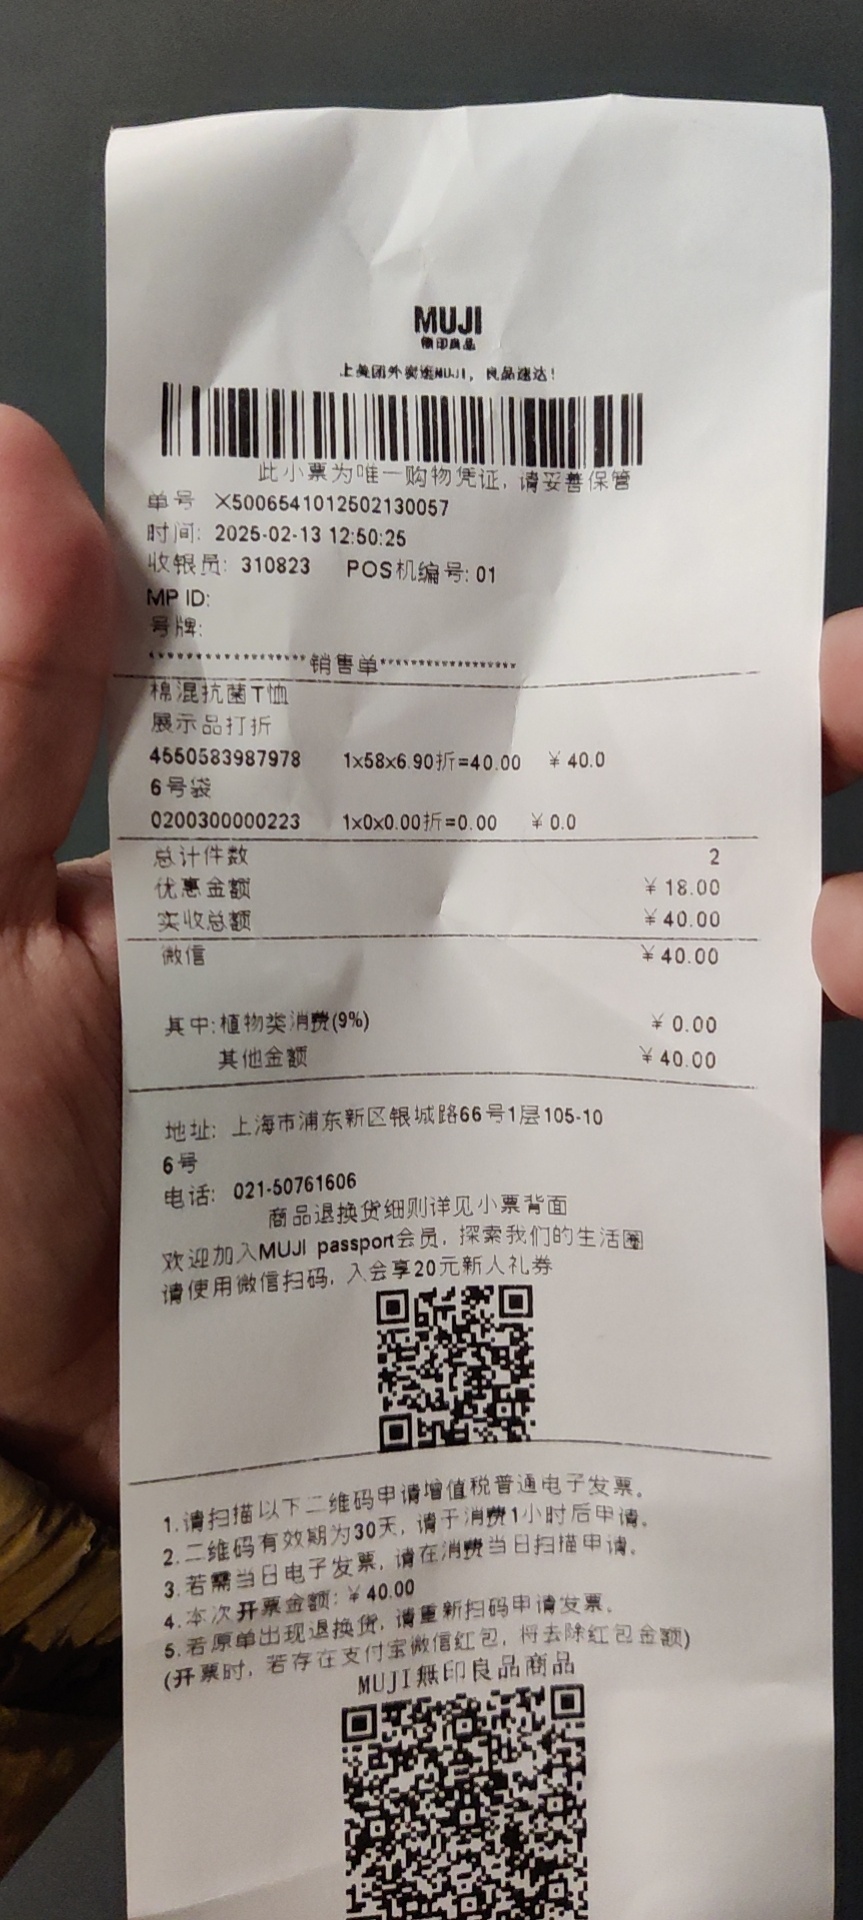 MUJI
無印良品
上美团外卖逛MUJI，良品速达！
此小票为唯一购物凭证, 请妥善保管
单号 X5006541012502130057
时间: 2025-02-13 12:50:25
收银员: 310823 POS机编号: 01
MP ID:
号牌:
******************销售单****************
棉混抗菌T恤
展示品打折
4550583987978 1x58x6.90折=40.00 ￥40.0
6号袋
0200300000223 1x0x0.00折=0.00 ￥0.0
总计件数 2
优惠金额 ￥18.00
实收总额 ￥40.00
微信 ￥40.00
其中: 植物类消费(9%) ￥0.00
其他金额 ￥40.00
地址: 上海市浦东新区银城路66号1层105-10
6号
电话: 021-50761606
商品退换货细则详见小票背面
欢迎加入MUJI passport会员, 探索我们的生活圈
请使用微信扫码, 入会享20元新人礼券
1.请扫描以下二维码申请增值税普通电子发票。
2.二维码有效期为30天, 请于消费1小时后申请。
3.若需当日电子发票, 请在消费当日扫描申请。
4.本次开票金额: ￥40.00
5.若原单出现退换货, 请重新扫码申请发票。
(开票时, 若存在支付宝微信红包, 将去除红包金额)
MUJI無印良品商品